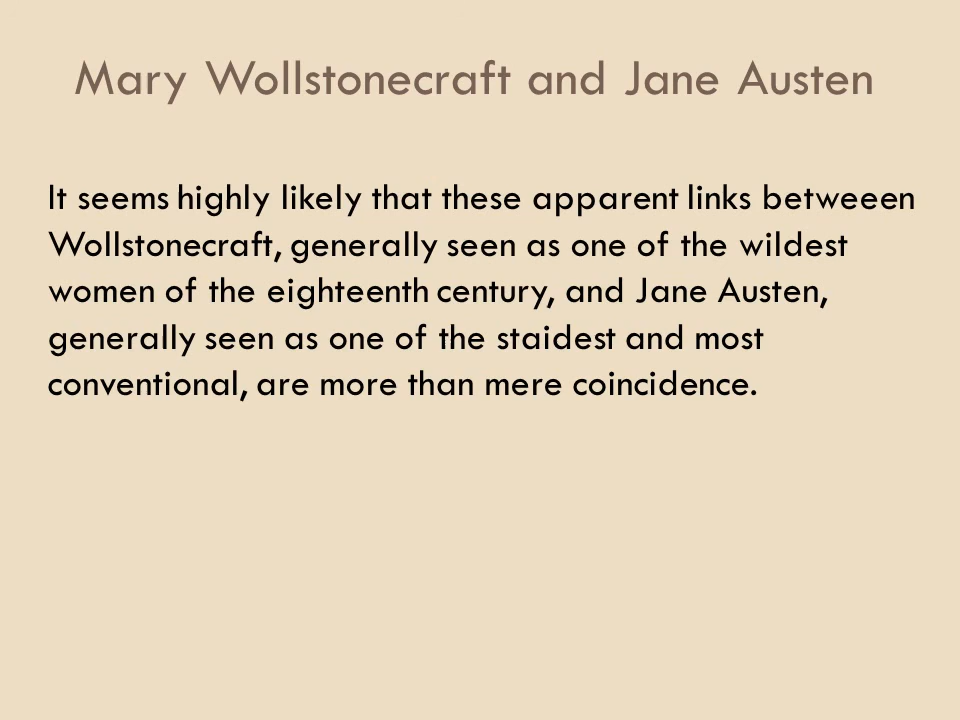 Mary Wollstonecraft and Jane Austen
It seems highly likely that these apparent links betweeen
Wollstonecraft, generally seen as one of the wildest
women of the eighteenth century, and Jane Austen,
generally seen as one of the staidest and most
conventional, are more than mere coincidence.